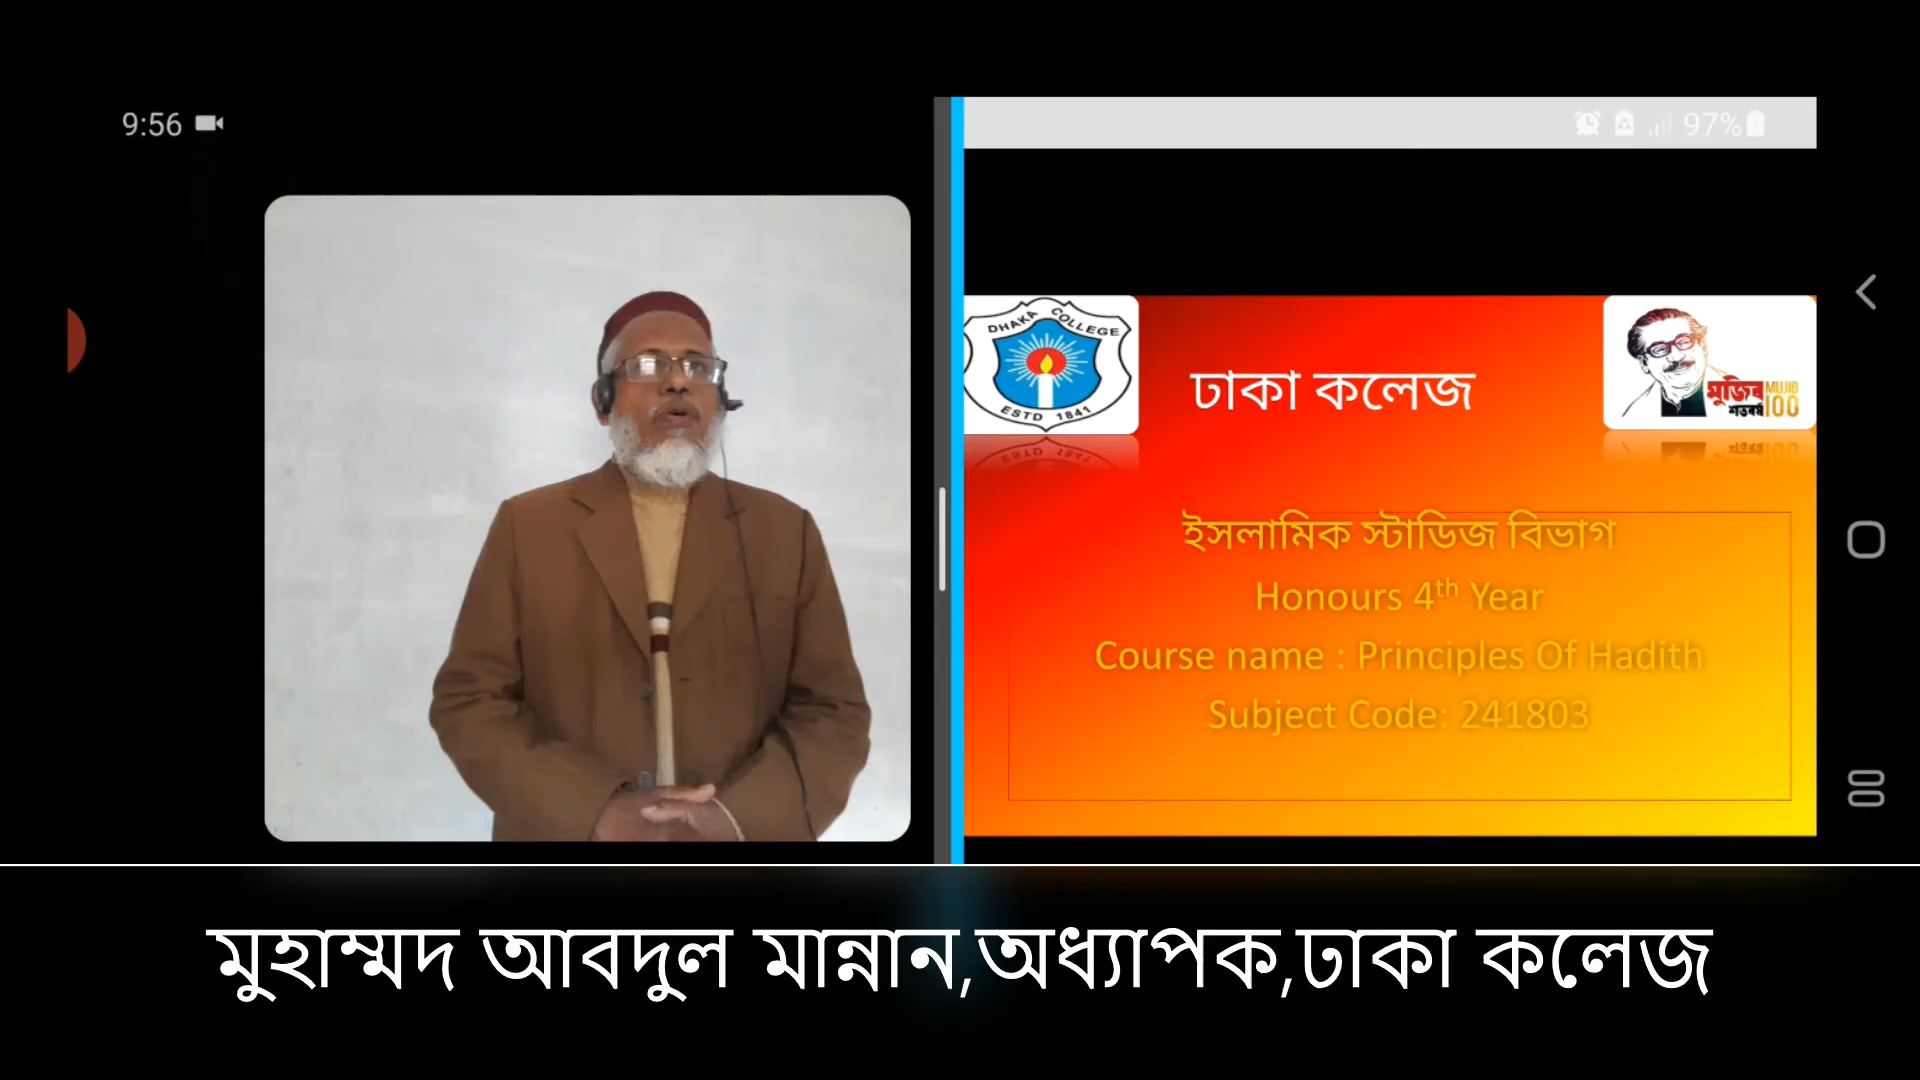 9:56
97%
DHAKA COLLEGE
ESTD 1841
ঢাকা কলেজ
মুজিব
শতবর্ষ
MUJIB
100
ইসলামিক স্টাডিজ বিভাগ
Honours 4th Year
Course name : Principles Of Hadith
Subject Code: 241803
মুহাম্মদ আবদুল মান্নান,অধ্যাপক,ঢাকা কলেজ